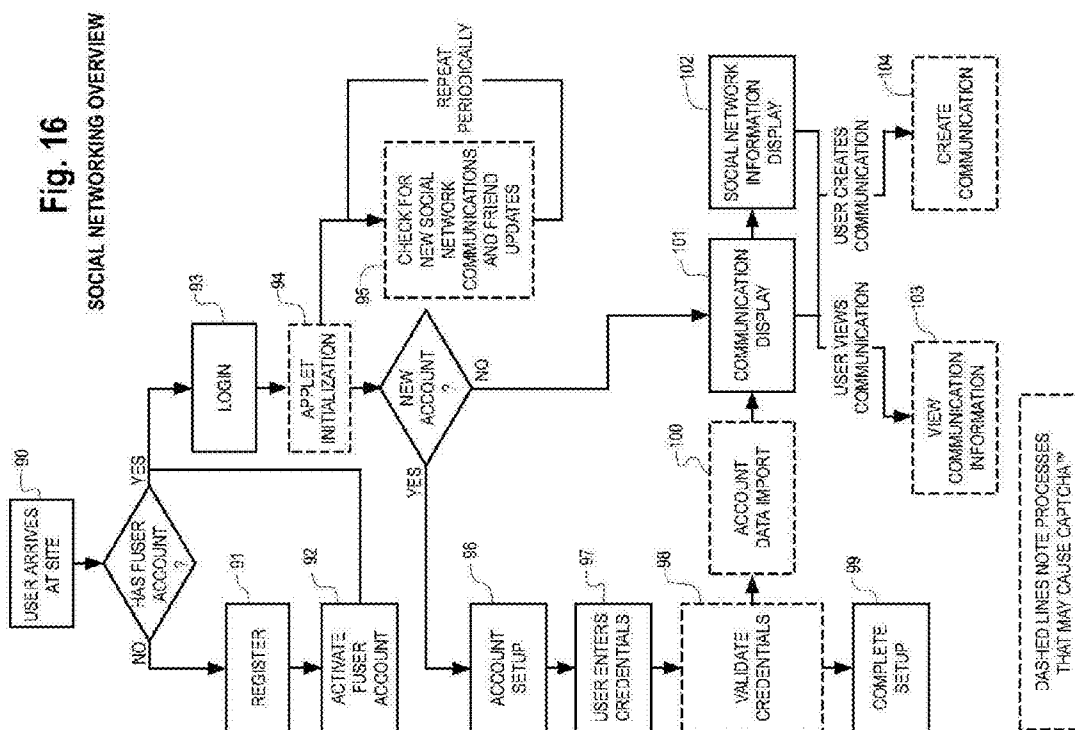 Fig. 16
SOCIAL NETWORKING OVERVIEW
90
USER ARRIVES
AT SITE
HAS FUSER
ACCOUNT
?
NO
YES
91
REGISTER
92
ACTIVATE
FUSER
ACCOUNT
93
LOGIN
94
APPLET
INITIALIZATION
95
CHECK FOR
NEW SOCIAL
NETWORK
COMMUNICATIONS
AND FRIEND
UPDATES
REPEAT
PERIODICALLY
NEW
ACCOUNT
?
YES
NO
96
ACCOUNT
SETUP
97
USER ENTERS
CREDENTIALS
98
VALIDATE
CREDENTIALS
99
COMPLETE
SETUP
100
ACCOUNT
DATA IMPORT
101
COMMUNICATION
DISPLAY
102
SOCIAL NETWORK
INFORMATION
DISPLAY
USER VIEWS
COMMUNICATION
USER CREATES
COMMUNICATION
103
VIEW
COMMUNICATION
INFORMATION
104
CREATE
COMMUNICATION
DASHED LINES NOTE PROCESSES
THAT MAY CAUSE CAPTCHA™